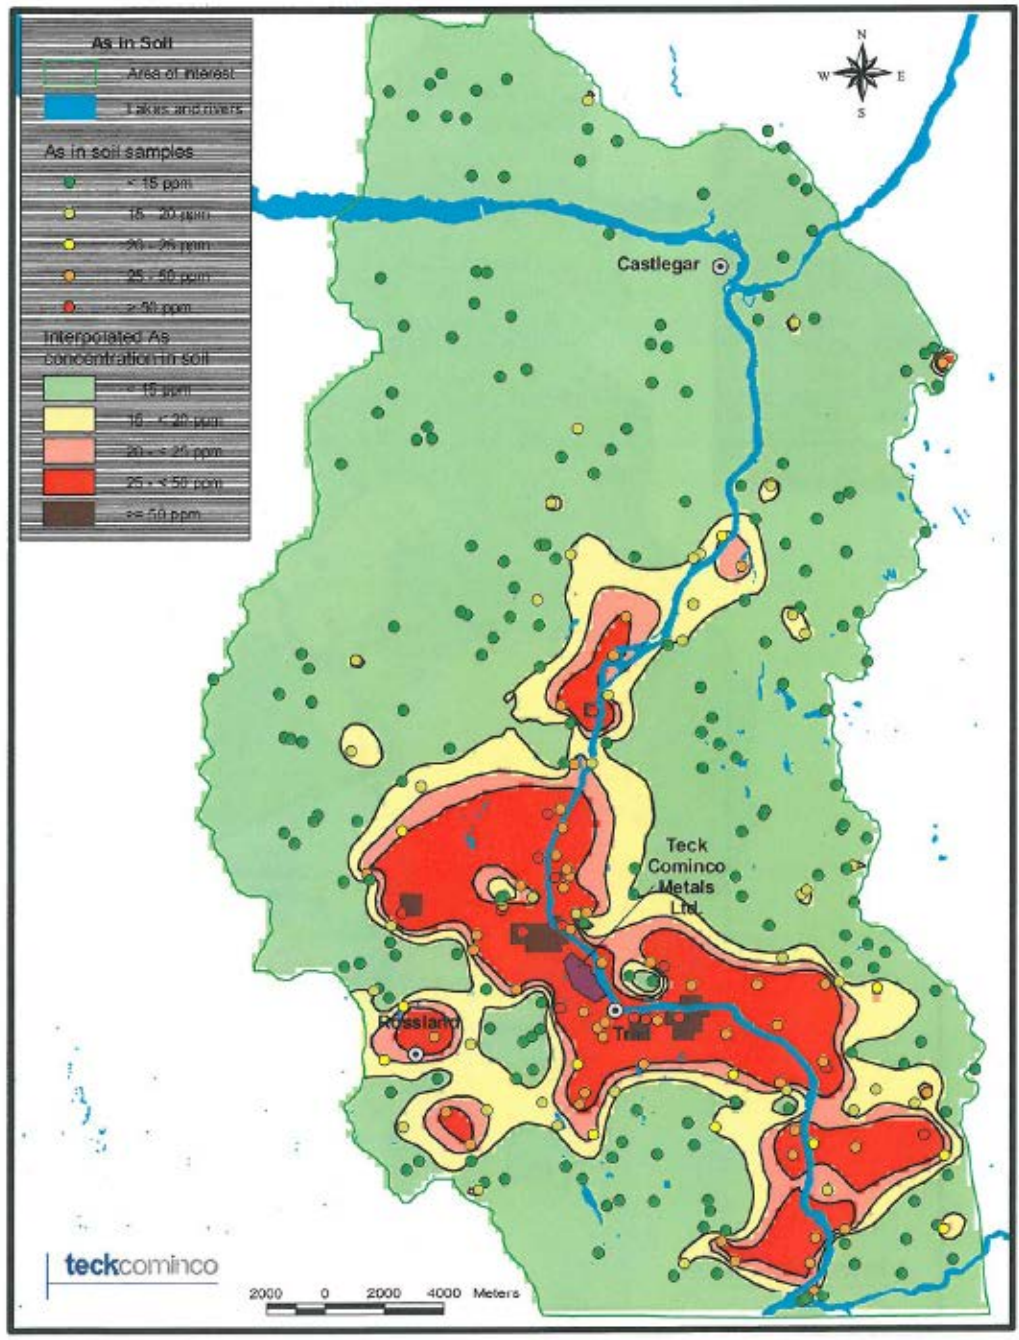 As in Soil
Area of interest
Lakes and rivers
As in soil samples
< 15 ppm
15 - 20 ppm
20 - 25 ppm
25 - 50 ppm
> 50 ppm
Interpolated As
concentration in soil
< 15 ppm
15 - < 20 ppm
20 - < 25 ppm
25 - < 50 ppm
>= 50 ppm
N
W E
S
Castlegar
Teck
Cominco
Metals
Ltd.
Rossland
Trail
teckcominco
2000 0 2000 4000 Meters